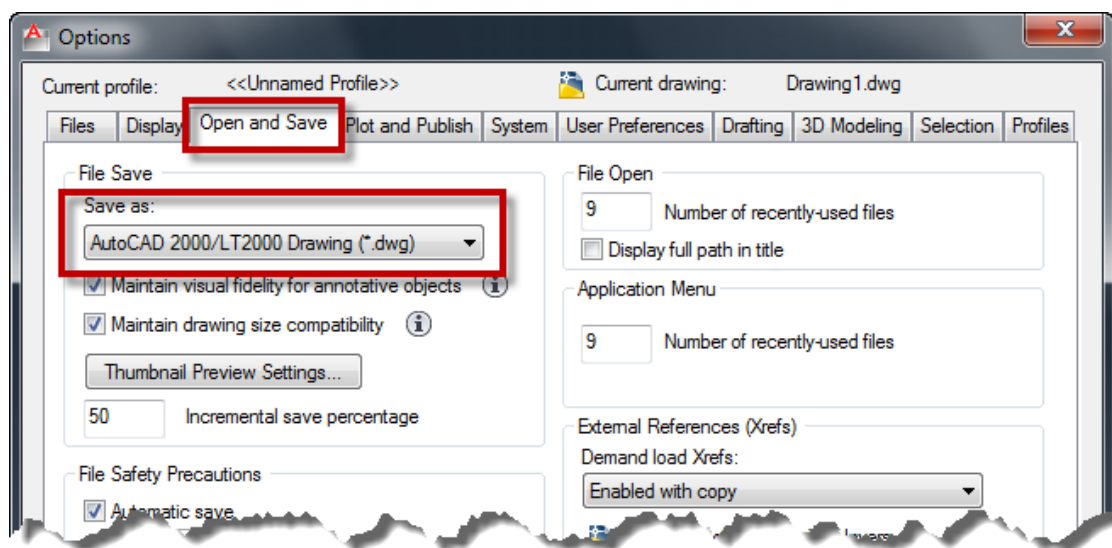 Options
Current profile: <<Unnamed Profile>> Current drawing: Drawing1.dwg
Files Display Open and Save Plot and Publish System User Preferences Drafting 3D Modeling Selection Profiles
File Save
Save as:
AutoCAD 2000/LT2000 Drawing (*.dwg)
Maintain visual fidelity for annotative objects
Maintain drawing size compatibility
Thumbnail Preview Settings...
50 Incremental save percentage
File Safety Precautions
Automatic save
File Open
9 Number of recently-used files
Display full path in title
Application Menu
9 Number of recently-used files
External References (Xrefs)
Demand load Xrefs:
Enabled with copy